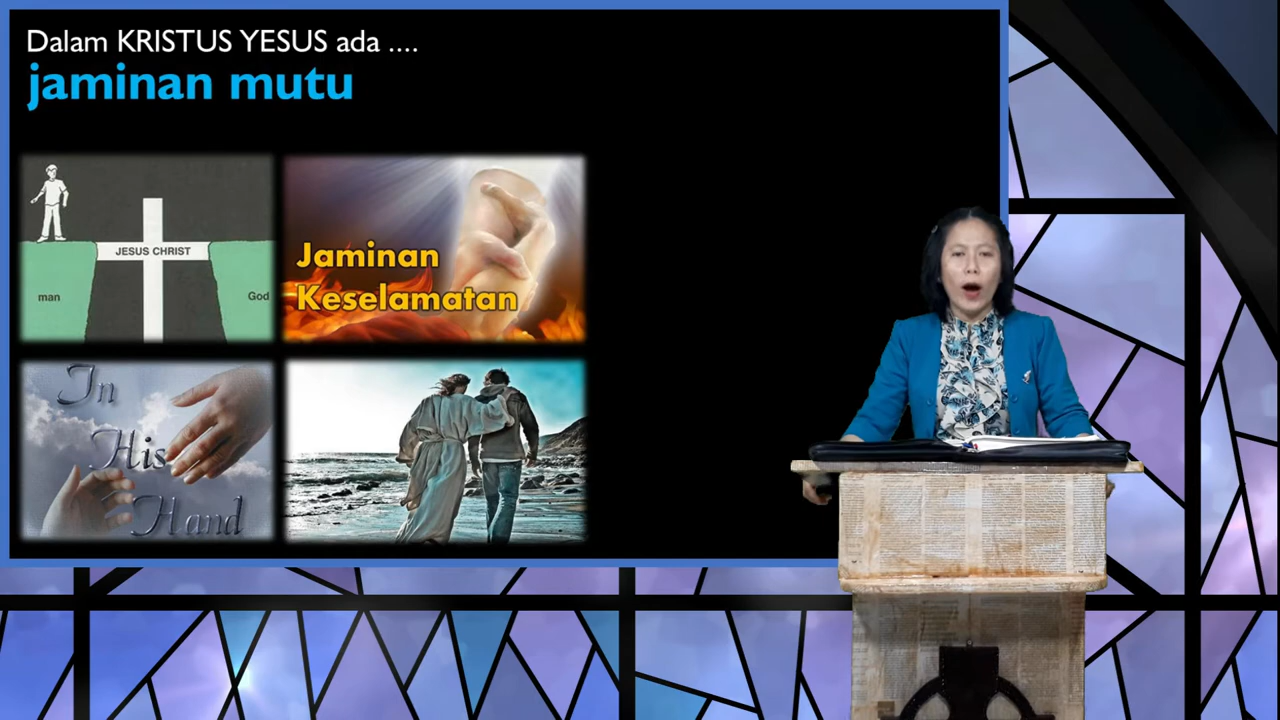 Dalam KRISTUS YESUS ada ....
jaminan mutu
JESUS CHRIST
man
God
Jaminan
Keselamatan
In
His
Hand